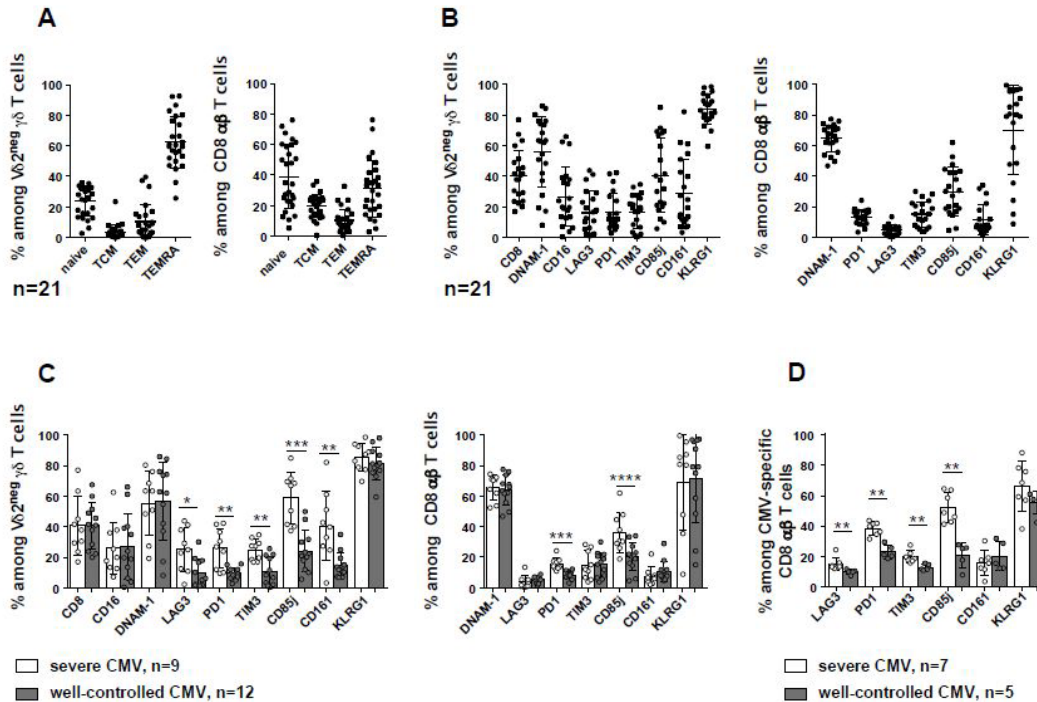 A
% among Vδ2neg γδ T cells
100
80
60
40
20
0
naive
TCM
TEM
TEMRA
% among CD8 αβ T cells
100
80
60
40
20
0
naive
TCM
TEM
TEMRA
n=21
B
% among Vδ2neg γδ T cells
100
80
60
40
20
0
CD8
DNAM-1
CD16
LAG3
PD1
TIM3
CD85j
CD161
KLRG1
% among CD8 αβ T cells
100
80
60
40
20
0
DNAM-1
PD1
LAG3
TIM3
CD85j
CD161
KLRG1
n=21
C
% among Vδ2neg γδ T cells
100
80
60
40
20
0
*
**
**
***
**
CD8
CD16
DNAM-1
LAG3
PD1
TIM3
CD85j
CD161
KLRG1
% among CD8 αβ T cells
100
80
60
40
20
0
***
****
DNAM-1
LAG3
PD1
TIM3
CD85j
CD161
KLRG1
severe CMV, n=9
well-controlled CMV, n=12
D
% among CMV-specific
CD8 αβ T cells
100
80
60
40
20
0
**
**
**
**
LAG3
PD1
TIM3
CD85j
CD161
KLRG1
severe CMV, n=7
well-controlled CMV, n=5